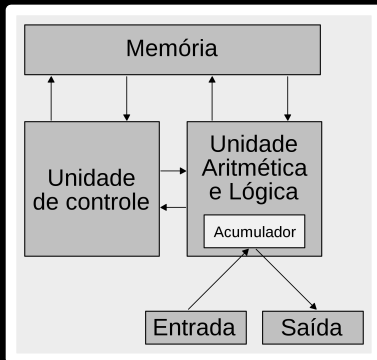 Memória
Unidade
de controle
Unidade
Aritmética
e Lógica
Acumulador
Entrada
Saída